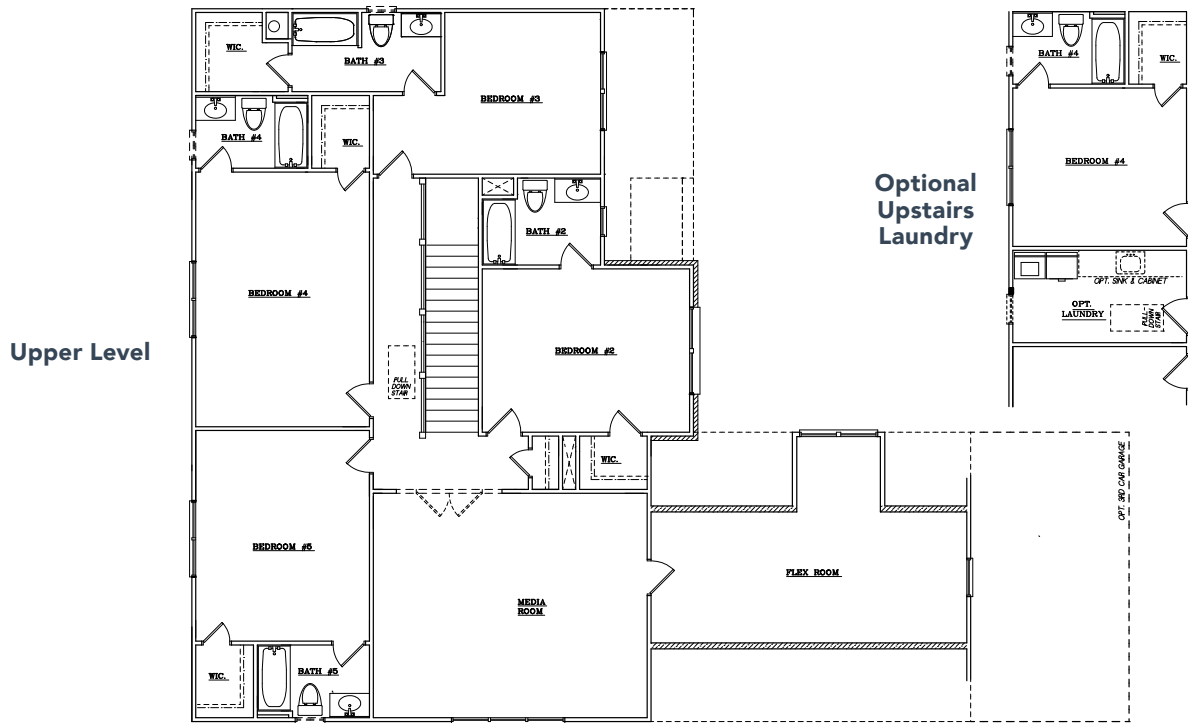 WIC.
BATH #3
BEDROOM #3
BATH #4
WIC.
BATH #2
BEDROOM #4
Upper Level
BEDROOM #2
PULL
DOWN
STAIR
WIC.
BEDROOM #5
MEDIA
ROOM
FLEX ROOM
OPT. 3RD CAR GARAGE
WIC.
BATH #5
Optional
Upstairs
Laundry
BATH #4
WIC.
BEDROOM #4
OPT. SINK & CABINET
OPT.
LAUNDRY
PULL
DOWN
STAIR